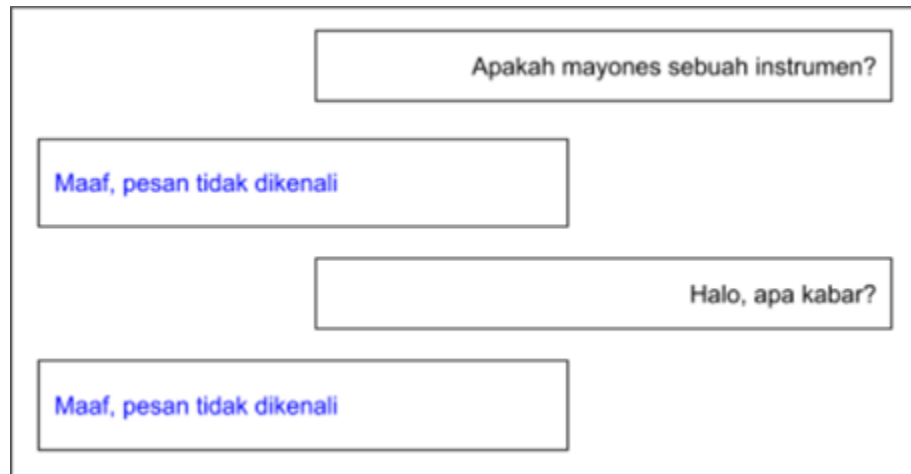 Apakah mayones sebuah instrumen?
Maaf, pesan tidak dikenali
Halo, apa kabar?
Maaf, pesan tidak dikenali